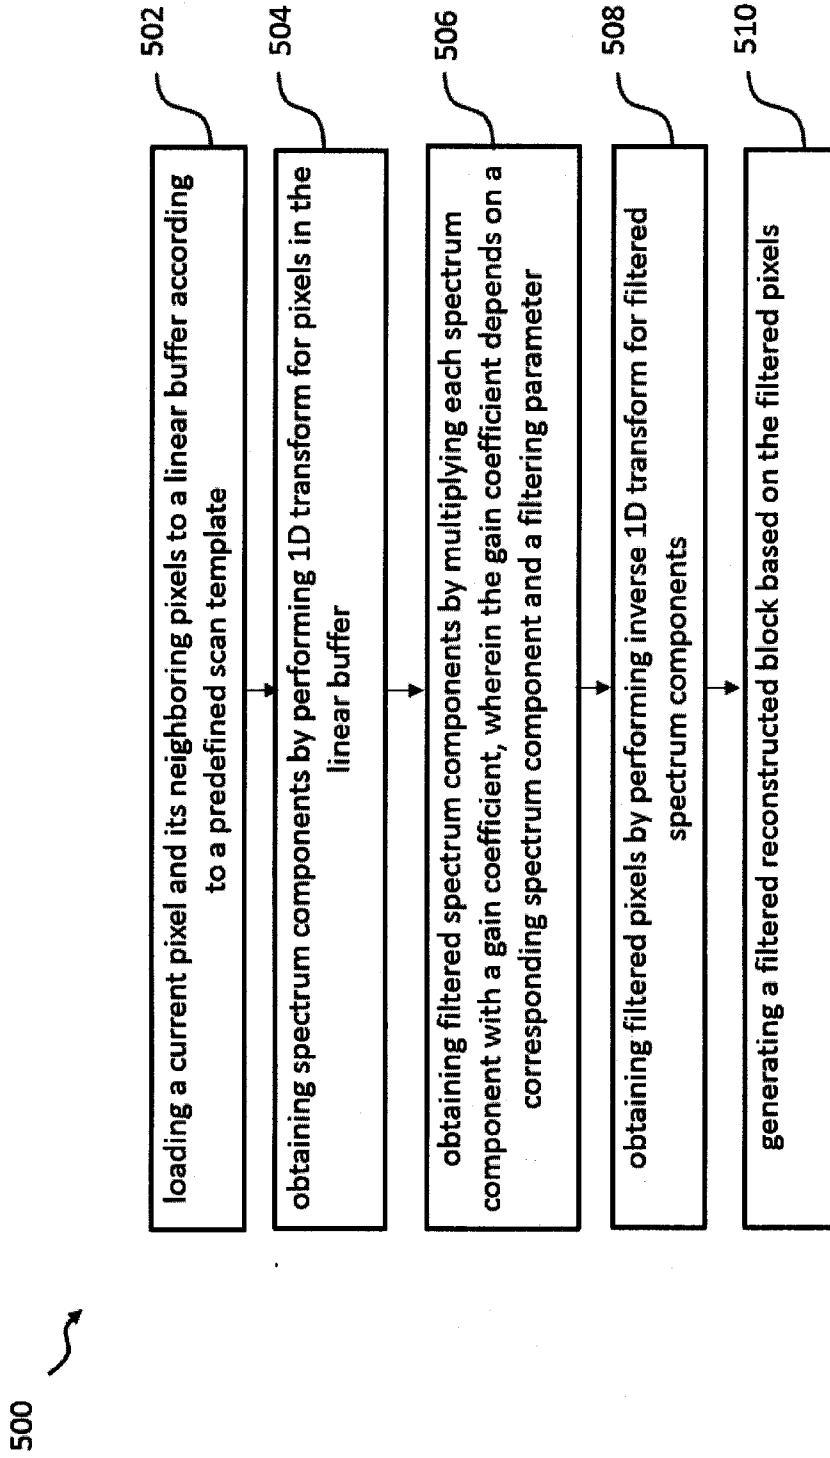 500
502
loading a current pixel and its neighboring pixels to a linear buffer according
to a predefined scan template
504
obtaining spectrum components by performing 1D transform for pixels in the
linear buffer
506
obtaining filtered spectrum components by multiplying each spectrum
component with a gain coefficient, wherein the gain coefficient depends on a
corresponding spectrum component and a filtering parameter
508
obtaining filtered pixels by performing inverse 1D transform for filtered
spectrum components
510
generating a filtered reconstructed block based on the filtered pixels